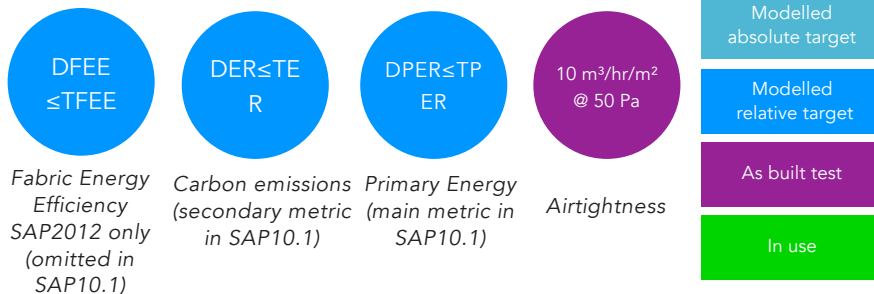 DFEE
≤TFEE
DER≤TE
R
DPER≤TP
ER
10 m³/hr/m²
@ 50 Pa
Fabric Energy
Efficiency
SAP2012 only
(omitted in
SAP10.1)
Carbon emissions
(secondary metric
in SAP10.1)
Primary Energy
(main metric in
SAP10.1)
Airtightness
Modelled
absolute target
Modelled
relative target
As built test
In use